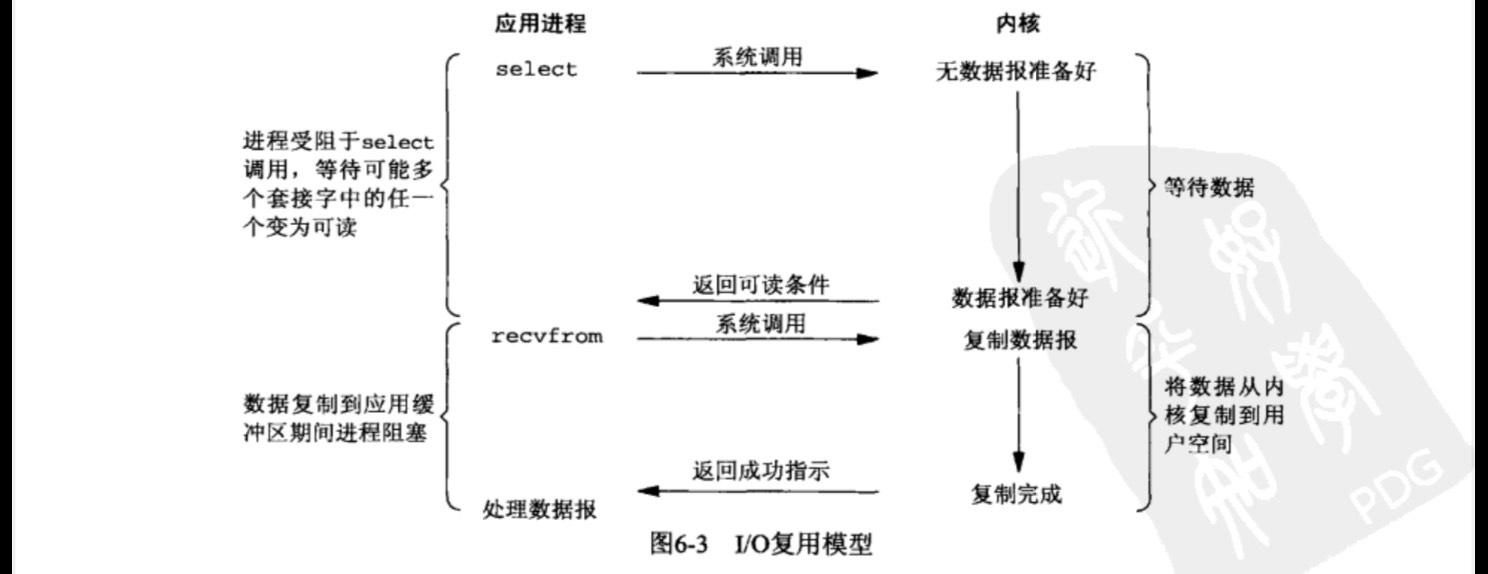 应用进程
内核
select
系统调用
无数据报准备好
进程受阻于select
调用，等待可能多
个套接字中的任一
个变为可读
等待数据
返回可读条件
数据报准备好
recvfrom
系统调用
复制数据报
数据复制到应用缓
冲区期间进程阻塞
将数据从内
核复制到用
户空间
返回成功指示
复制完成
处理数据报
图6-3 I/O复用模型
PDG